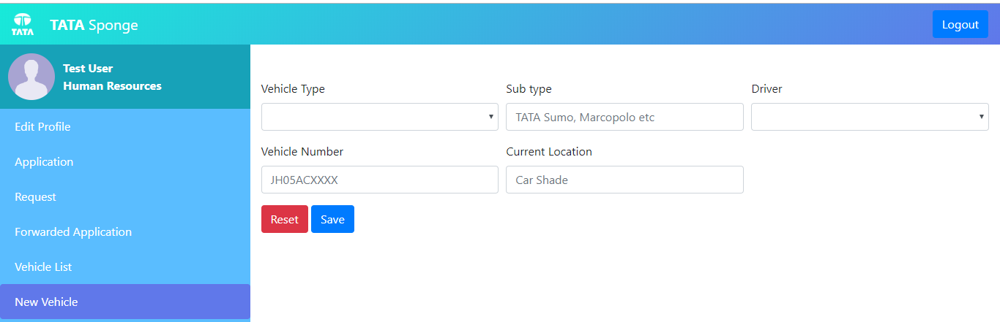 TATA
TATA Sponge
Logout
Test User
Human Resources
Edit Profile
Application
Request
Forwarded Application
Vehicle List
New Vehicle
Vehicle Type Sub type Driver
TATA Sumo, Marcopolo etc
Vehicle Number Current Location
JH05ACXXXX Car Shade
Reset Save